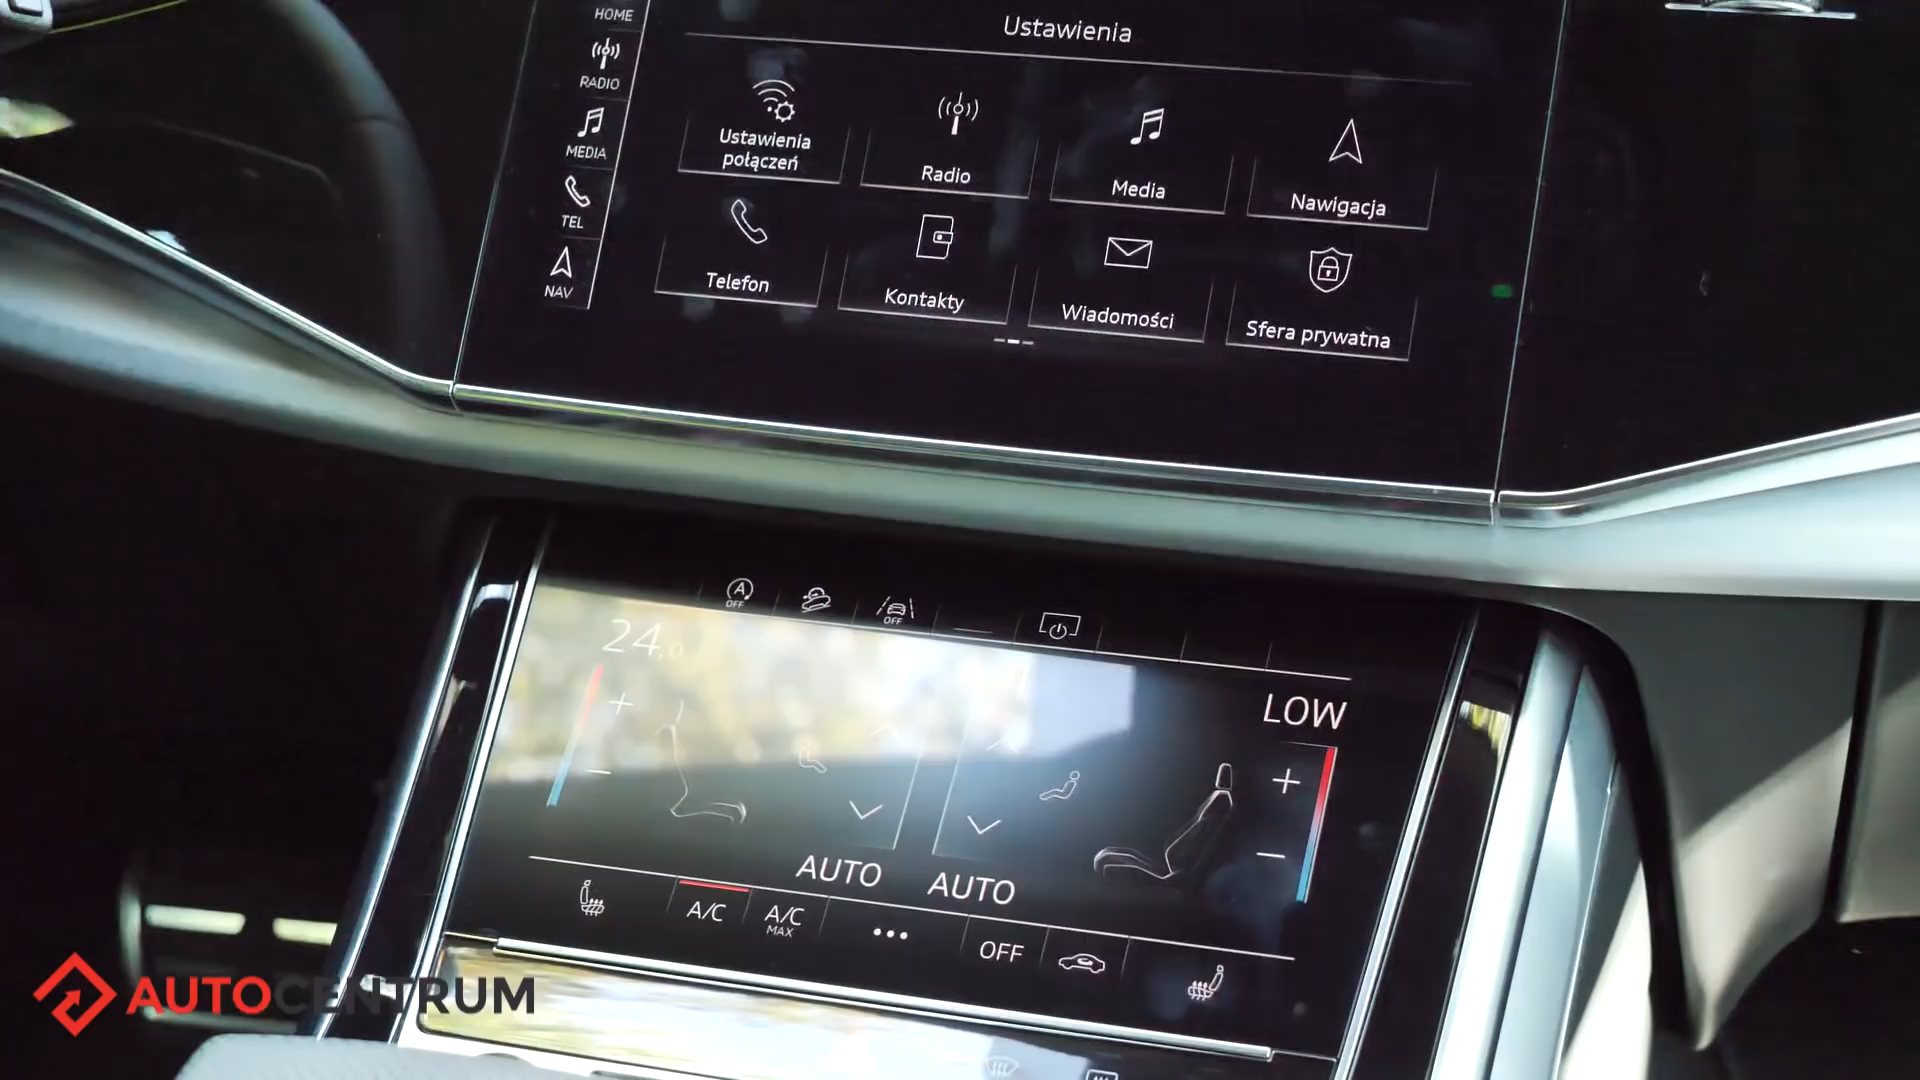 HOME
RADIO
MEDIA
TEL
NAV
Ustawienia
Ustawienia
połączeń
Radio
Media
Nawigacja
Telefon
Kontakty
Wiadomości
Sfera prywatna
A
OFF
OFF
24.0
LOW
AUTO
AUTO
A/C
A/C
MAX
OFF
AUTOCENTRUM